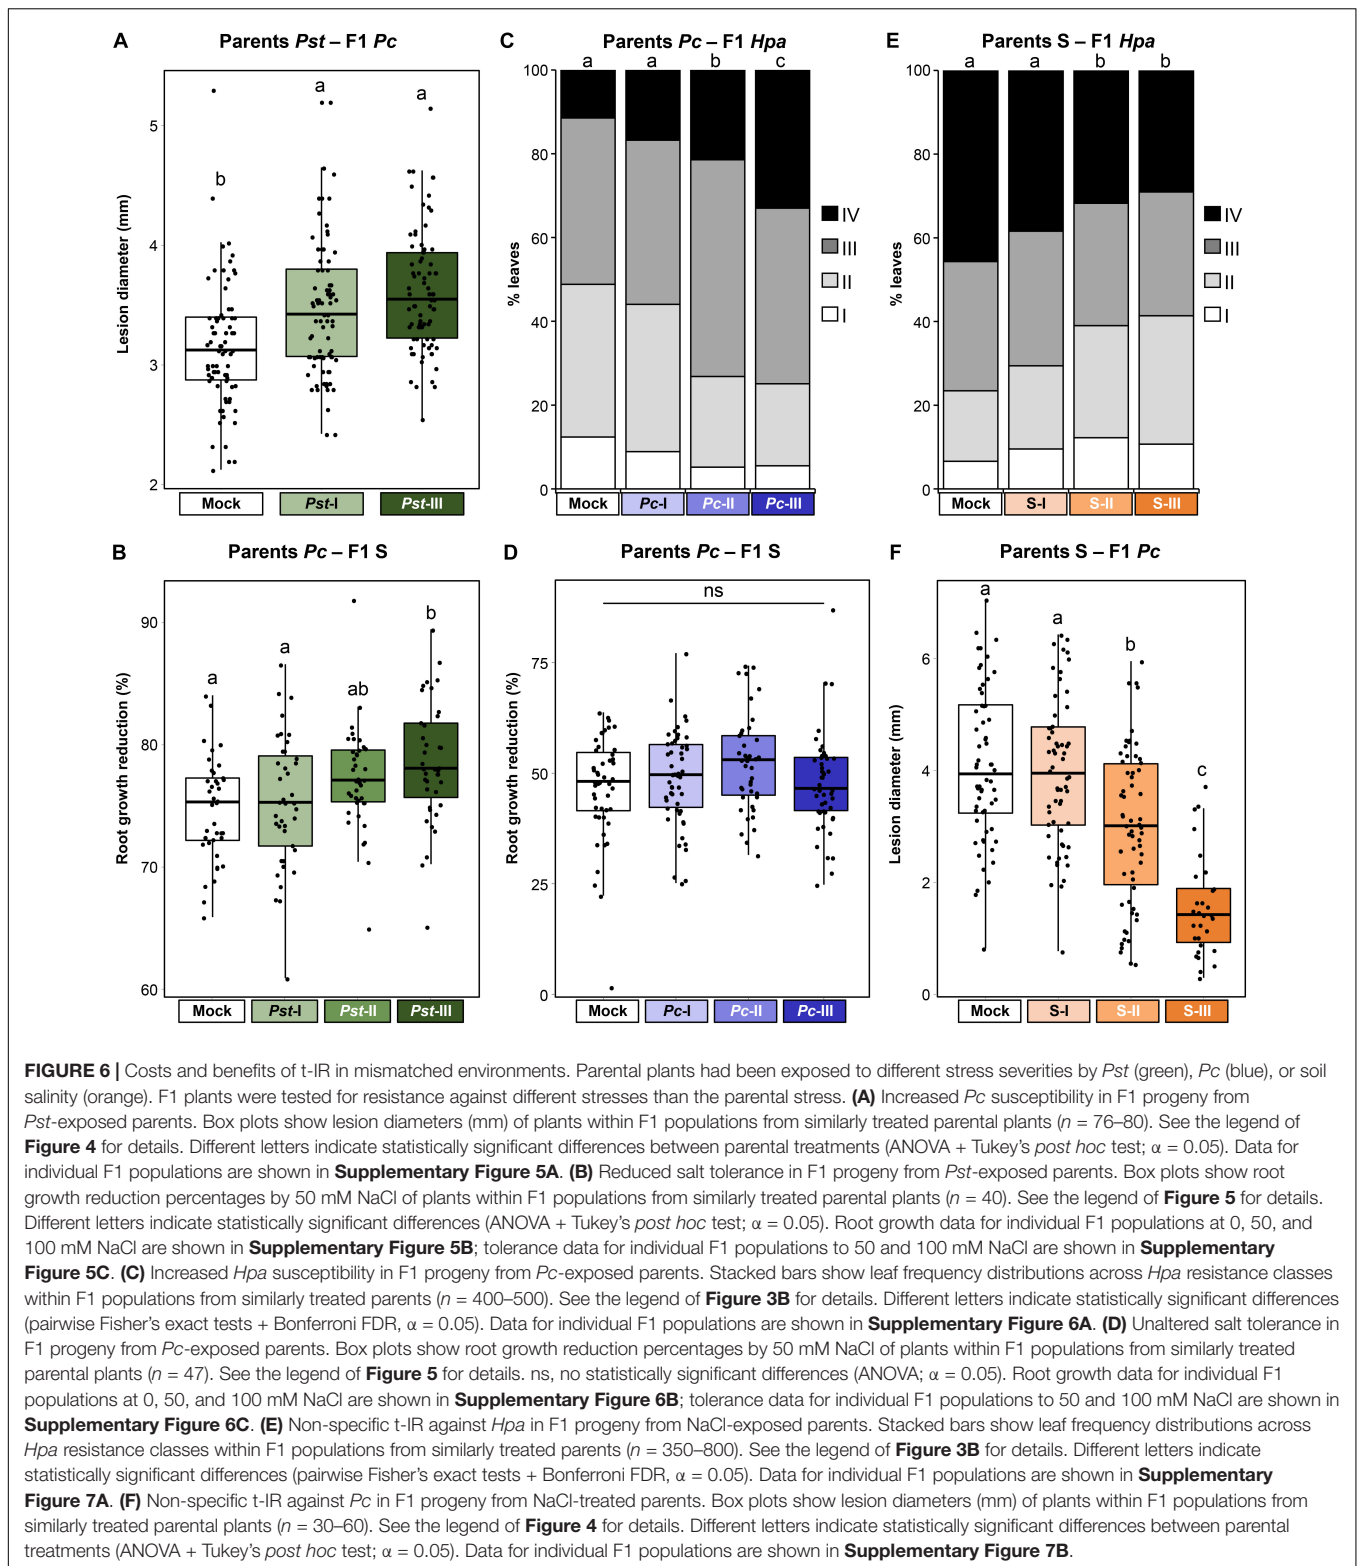 A
Parents Pst – F1 Pc
Lesion diameter (mm)
5
4
3
2
b
a
a
Mock
Pst-I
Pst-III
C
Parents Pc – F1 Hpa
% leaves
100
80
60
40
20
0
a
a
b
c
IV
III
II
I
Mock
Pc-I
Pc-II
Pc-III
E
Parents S – F1 Hpa
% leaves
100
80
60
40
20
0
a
a
b
b
IV
III
II
I
Mock
S-I
S-II
S-III
B
Parents Pc – F1 S
Root growth reduction (%)
90
80
70
60
a
a
ab
b
Mock
Pst-I
Pst-II
Pst-III
D
Parents Pc – F1 S
Root growth reduction (%)
75
50
25
0
ns
Mock
Pc-I
Pc-II
Pc-III
F
Parents S – F1 Pc
Lesion diameter (mm)
6
4
2
0
a
a
b
c
Mock
S-I
S-II
S-III
FIGURE 6 | Costs and benefits of t-IR in mismatched environments. Parental plants had been exposed to different stress severities by Pst (green), Pc (blue), or soil
salinity (orange). F1 plants were tested for resistance against different stresses than the parental stress. (A) Increased Pc susceptibility in F1 progeny from
Pst-exposed parents. Box plots show lesion diameters (mm) of plants within F1 populations from similarly treated parental plants (n = 76–80). See the legend of
Figure 4 for details. Different letters indicate statistically significant differences between parental treatments (ANOVA + Tukey's post hoc test; α = 0.05). Data for
individual F1 populations are shown in Supplementary Figure 5A. (B) Reduced salt tolerance in F1 progeny from Pst-exposed parents. Box plots show root
growth reduction percentages by 50 mM NaCl of plants within F1 populations from similarly treated parental plants (n = 40). See the legend of Figure 5 for details.
Different letters indicate statistically significant differences (ANOVA + Tukey's post hoc test; α = 0.05). Root growth data for individual F1 populations at 0, 50, and
100 mM NaCl are shown in Supplementary Figure 5B; tolerance data for individual F1 populations to 50 and 100 mM NaCl are shown in Supplementary
Figure 5C. (C) Increased Hpa susceptibility in F1 progeny from Pc-exposed parents. Stacked bars show leaf frequency distributions across Hpa resistance classes
within F1 populations from similarly treated parents (n = 400–500). See the legend of Figure 3B for details. Different letters indicate statistically significant differences
(pairwise Fisher's exact tests + Bonferroni FDR, α = 0.05). Data for individual F1 populations are shown in Supplementary Figure 6A. (D) Unaltered salt tolerance in
F1 progeny from Pc-exposed parents. Box plots show root growth reduction percentages by 50 mM NaCl of plants within F1 populations from similarly treated
parental plants (n = 47). See the legend of Figure 5 for details. ns, no statistically significant differences (ANOVA; α = 0.05). Root growth data for individual F1
populations at 0, 50, and 100 mM NaCl are shown in Supplementary Figure 6B; tolerance data for individual F1 populations to 50 and 100 mM NaCl are shown in
Supplementary Figure 6C. (E) Non-specific t-IR against Hpa in F1 progeny from NaCl-exposed parents. Stacked bars show leaf frequency distributions across
Hpa resistance classes within F1 populations from similarly treated parents (n = 350–800). See the legend of Figure 3B for details. Different letters indicate
statistically significant differences (pairwise Fisher's exact tests + Bonferroni FDR, α = 0.05). Data for individual F1 populations are shown in Supplementary
Figure 7A. (F) Non-specific t-IR against Pc in F1 progeny from NaCl-treated parents. Box plots show lesion diameters (mm) of plants within F1 populations from
similarly treated parental plants (n = 30–60). See the legend of Figure 4 for details. Different letters indicate statistically significant differences between parental
treatments (ANOVA + Tukey's post hoc test; α = 0.05). Data for individual F1 populations are shown in Supplementary Figure 7B.